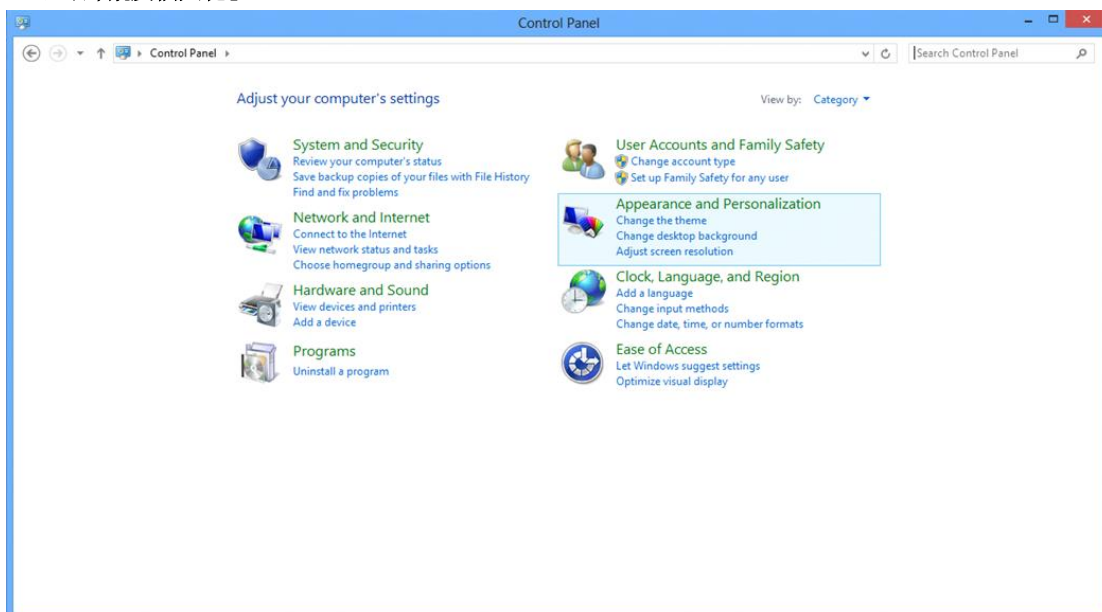 Control Panel
Control Panel
Search Control Panel
Adjust your computer's settings
View by: Category
System and Security
Review your computer's status
Save backup copies of your files with File History
Find and fix problems
Network and Internet
Connect to the Internet
View network status and tasks
Choose homegroup and sharing options
Hardware and Sound
View devices and printers
Add a device
Programs
Uninstall a program
User Accounts and Family Safety
Change account type
Set up Family Safety for any user
Appearance and Personalization
Change the theme
Change desktop background
Adjust screen resolution
Clock, Language, and Region
Add a language
Change input methods
Change date, time, or number formats
Ease of Access
Let Windows suggest settings
Optimize visual display